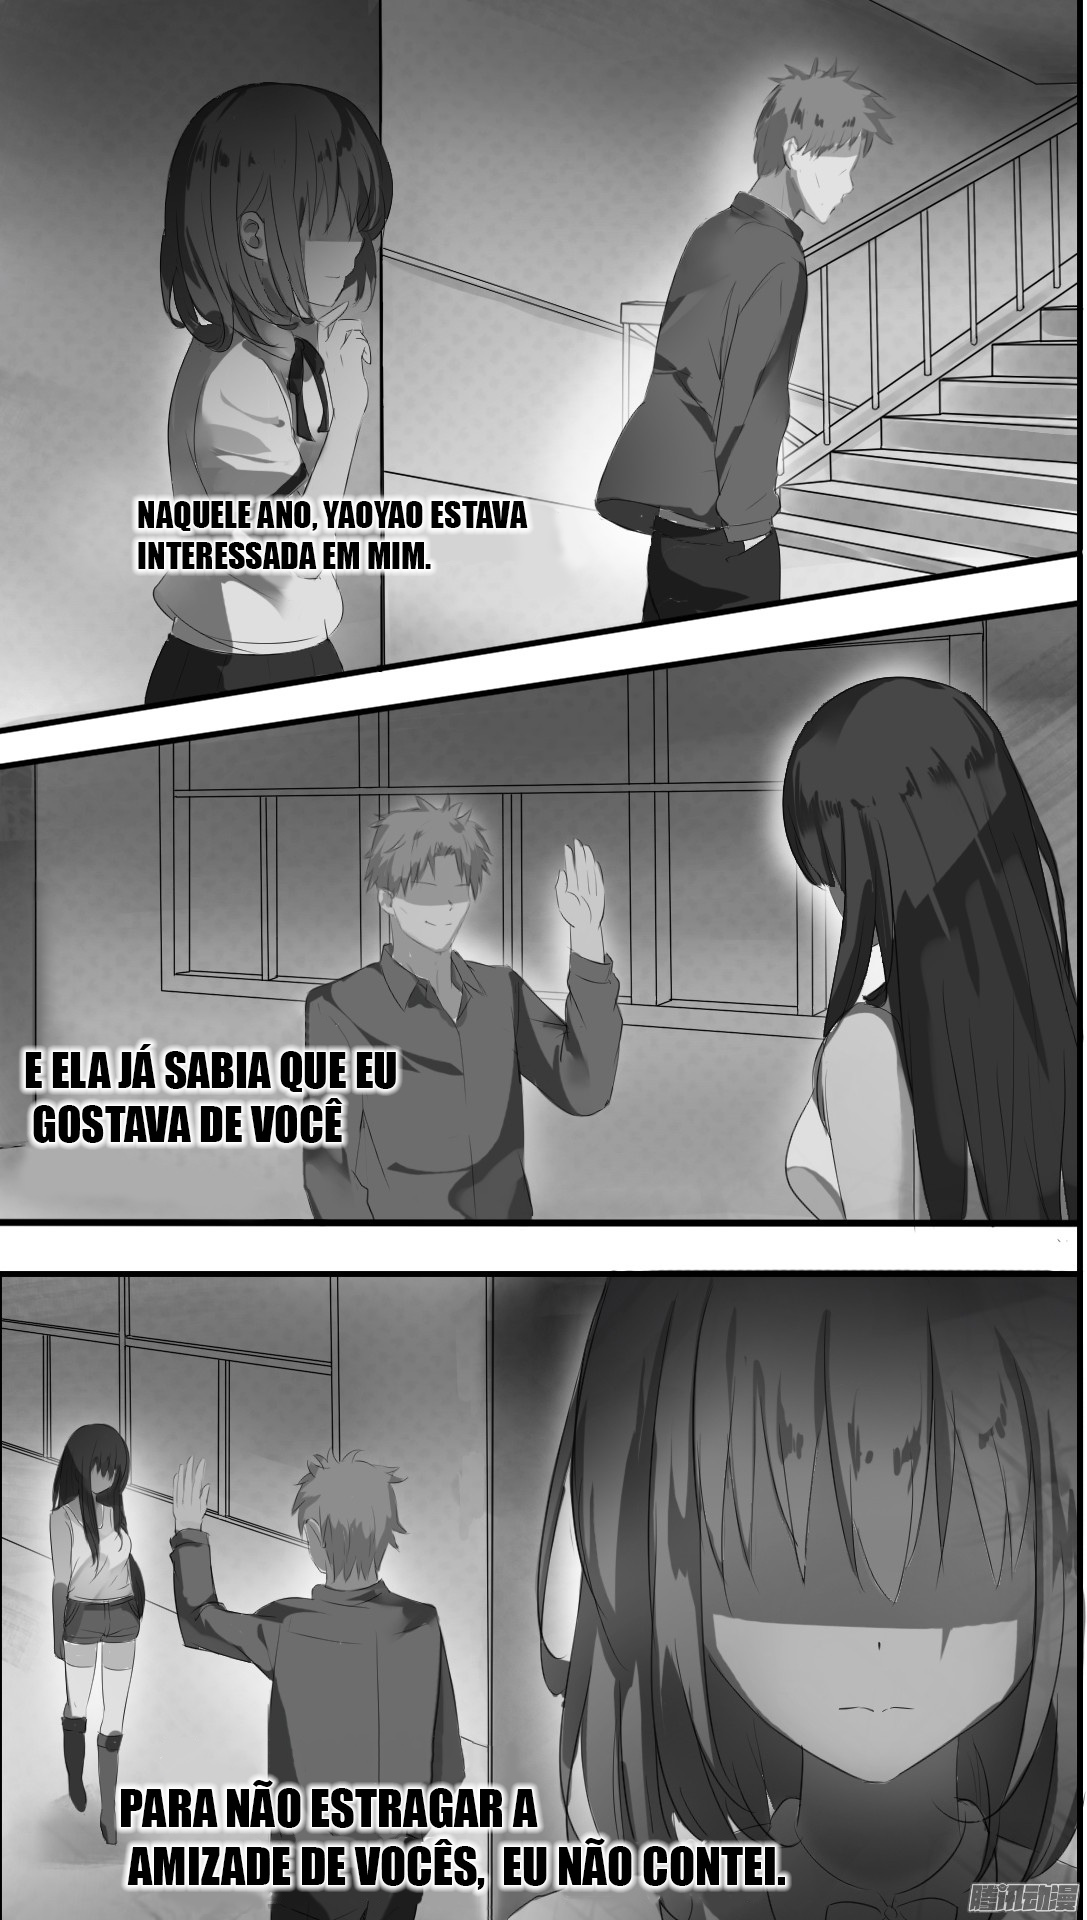 NAQUELE ANO, YAOYAO ESTAVA
INTERESSADA EM MIM.
E ELA JÁ SABIA QUE EU
GOSTAVA DE VOCÊ
PARA NÃO ESTRAGAR A
AMIZADE DE VOCÊS, EU NÃO CONTEI.
腾讯动漫